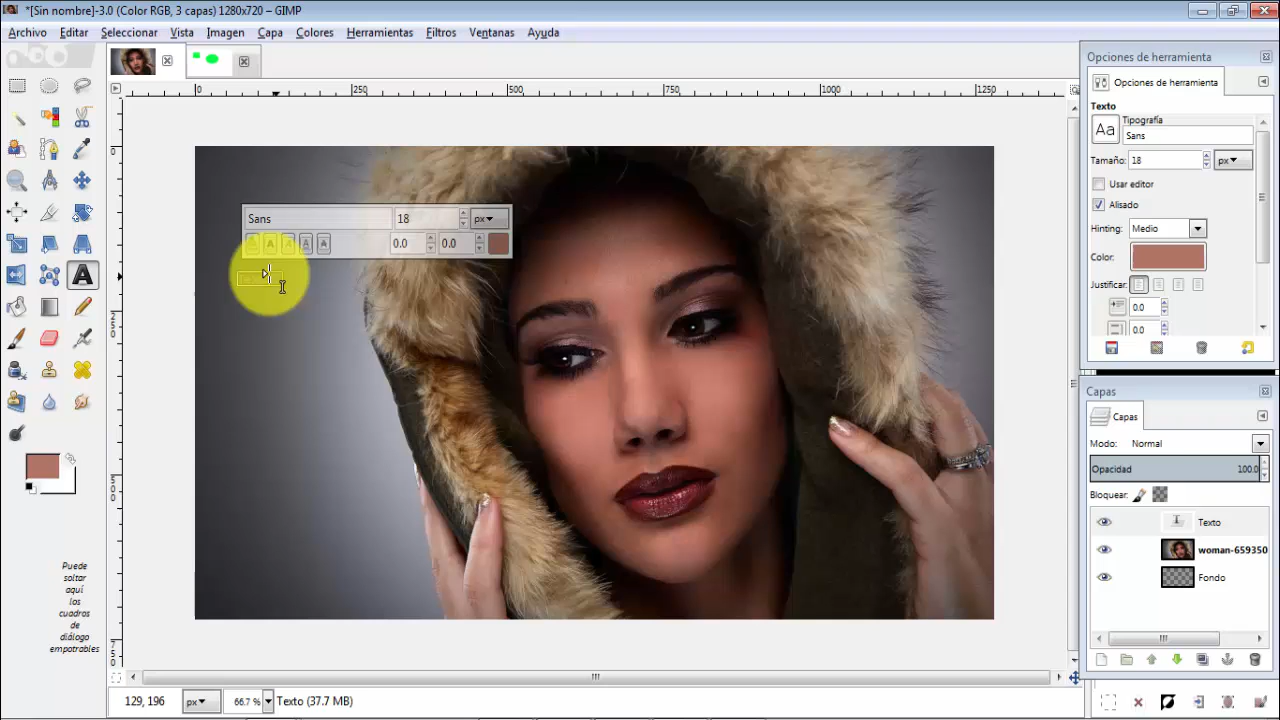 *[Sin nombre]-3.0 (Color RGB, 3 capas) 1280x720 – GIMP
Archivo Editar Seleccionar Vista Imagen Capa Colores Herramientas Filtros Ventanas Ayuda
Opciones de herramienta
Opciones de herramienta
0 250 500 750 1000 1250
Texto
Tipografía
Aa Sans
Tamaño: 18 px
Usar editor
Alisado
Hinting: Medio
Color:
Justificar:
0.0
0.0
Sans 18 px
0.0 0.0
0
250
500
750
Capas
Capas
Modo: Normal
Opacidad 100.0
Bloquear:
Texto
woman-659350
Fondo
Puede
soltar
aquí
los
cuadros
de
diálogo
empotrables
129, 196 px 66.7 % Texto (37.7 MB)